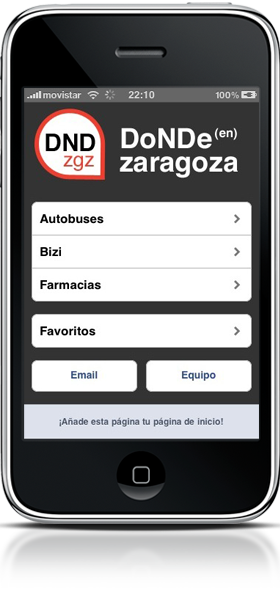 movistar 22:10 100%
DND
zgz
DoNDe (en)
zaragoza
Autobuses
Bizi
Farmacias
Favoritos
Email Equipo
¡Añade esta página tu página de inicio!